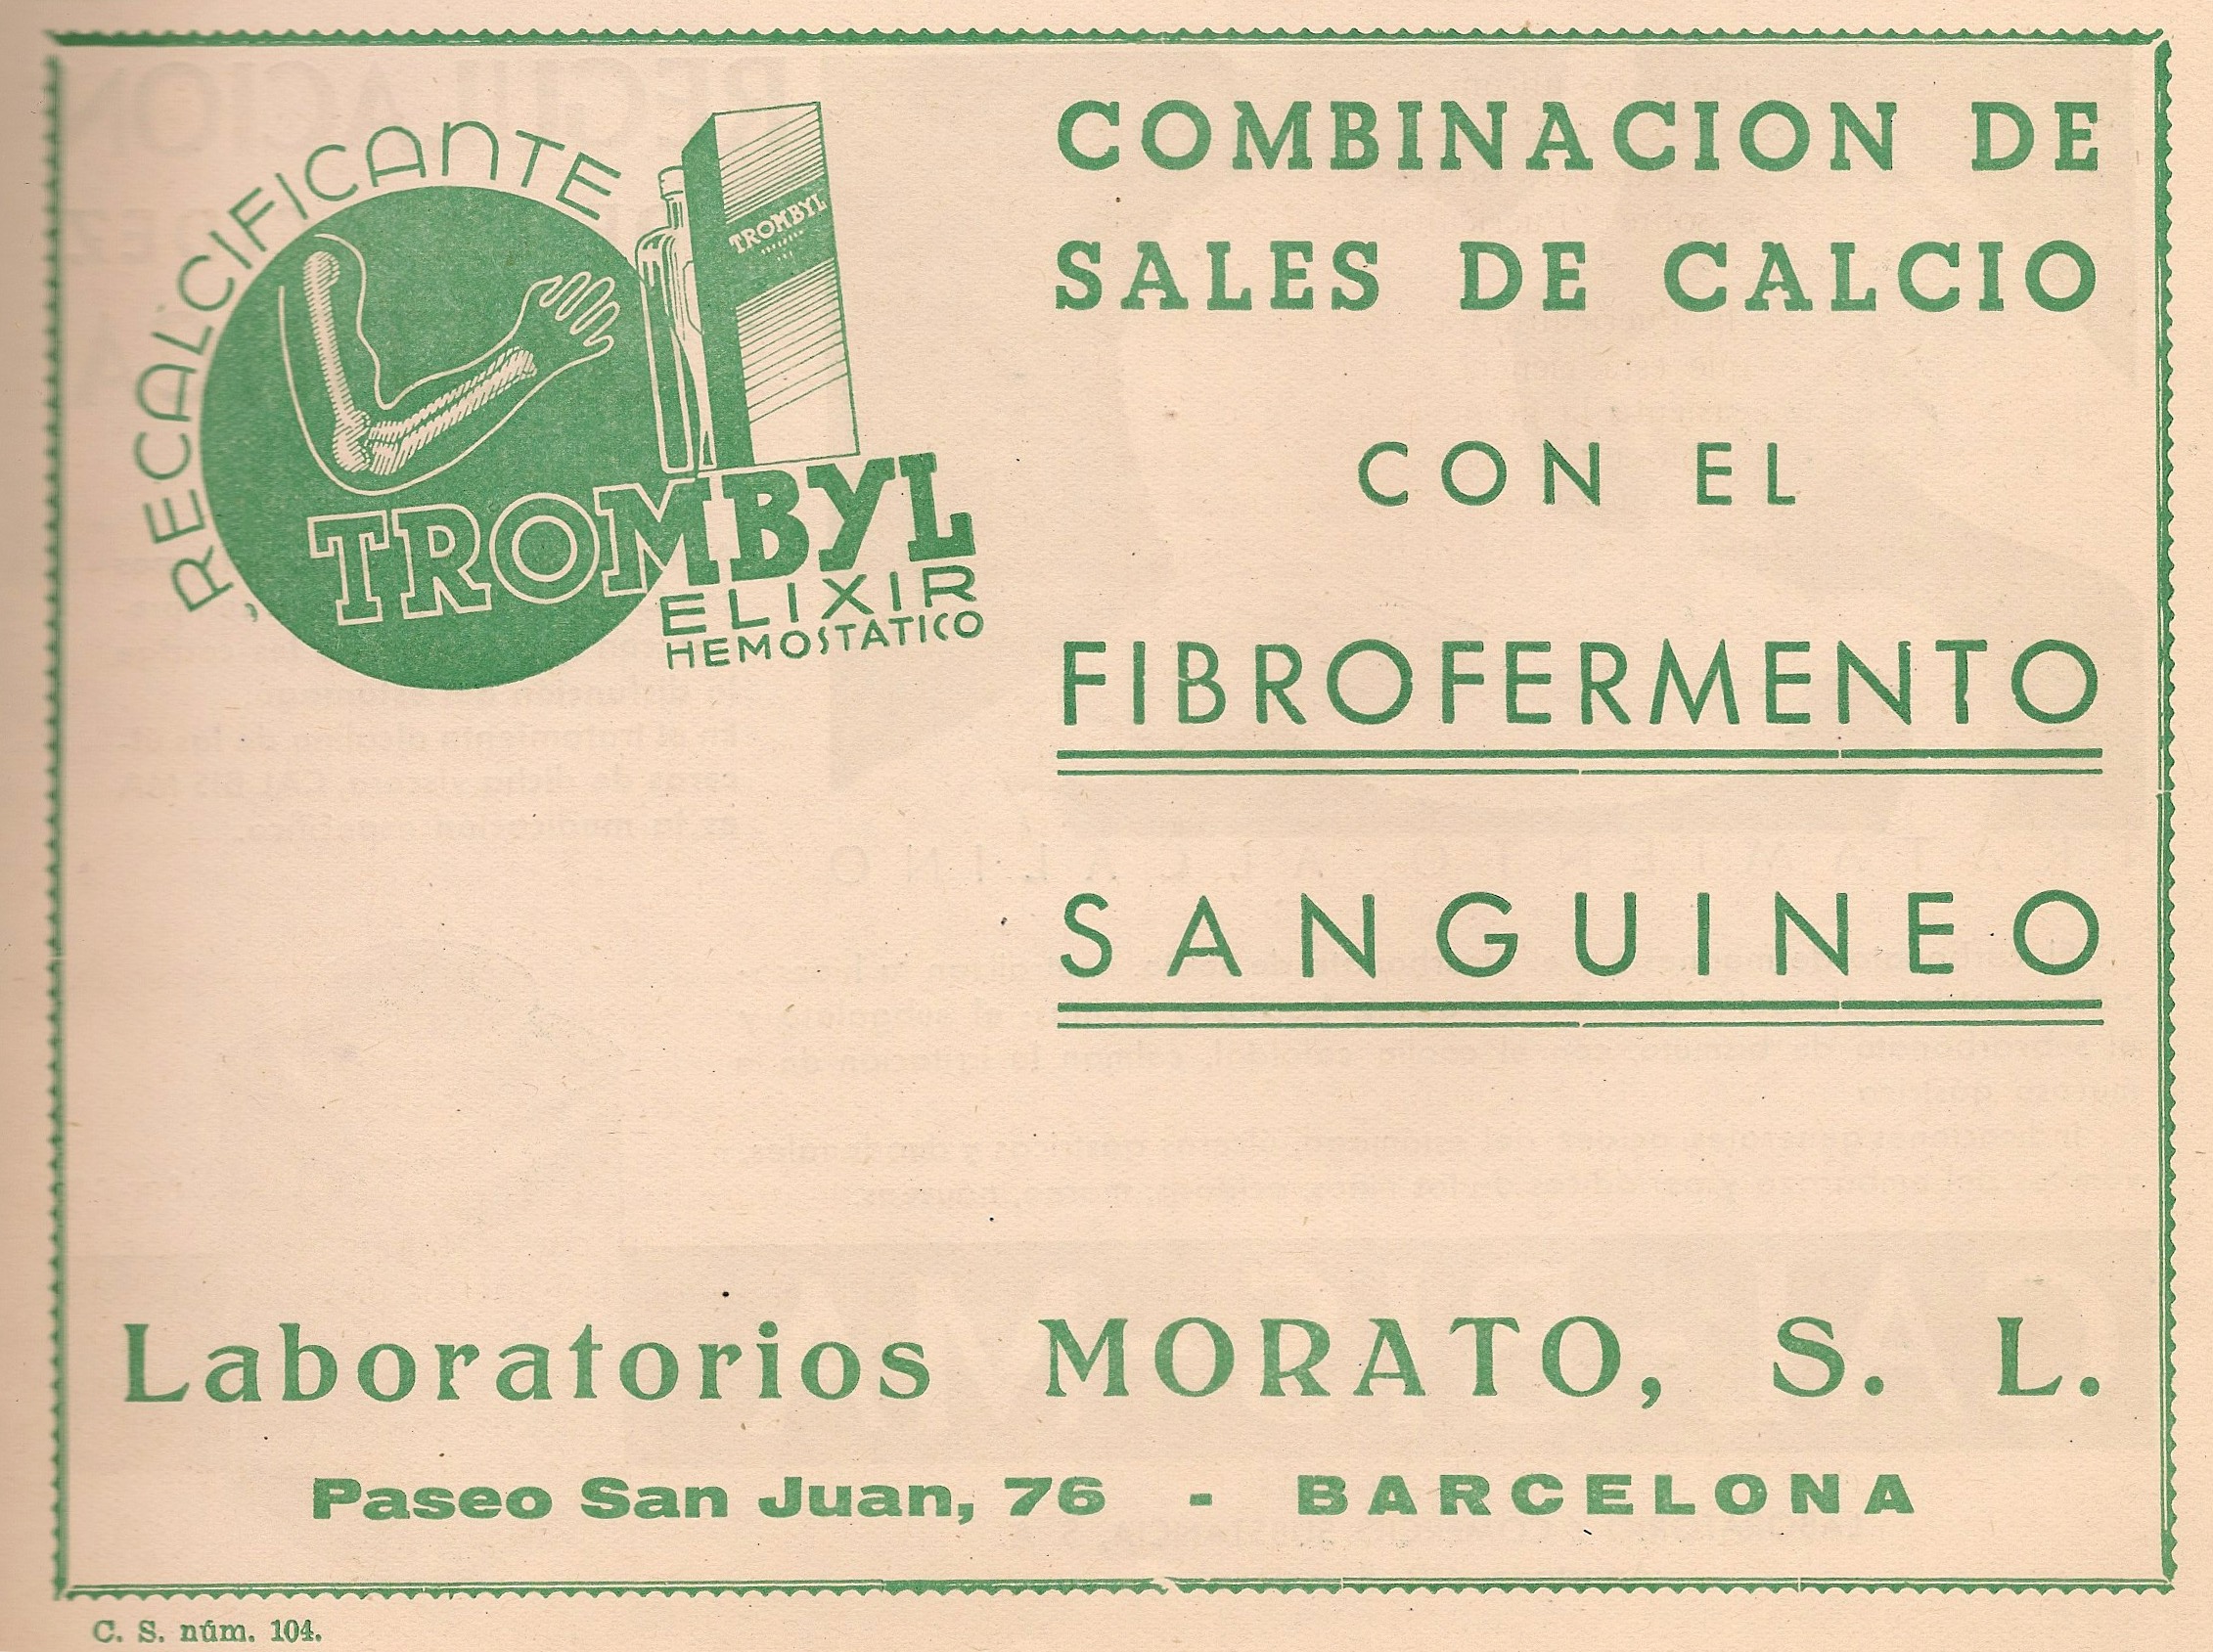 RECALCIFICANTE
TROMBYL
TROMBYL
ELIXIR
HEMOSTATICO
COMBINACION DE
SALES DE CALCIO
CON EL
FIBROFERMENTO
SANGUINEO
Laboratorios MORATO, S. L.
Paseo San Juan, 76 - BARCELONA
C. S. núm. 104.